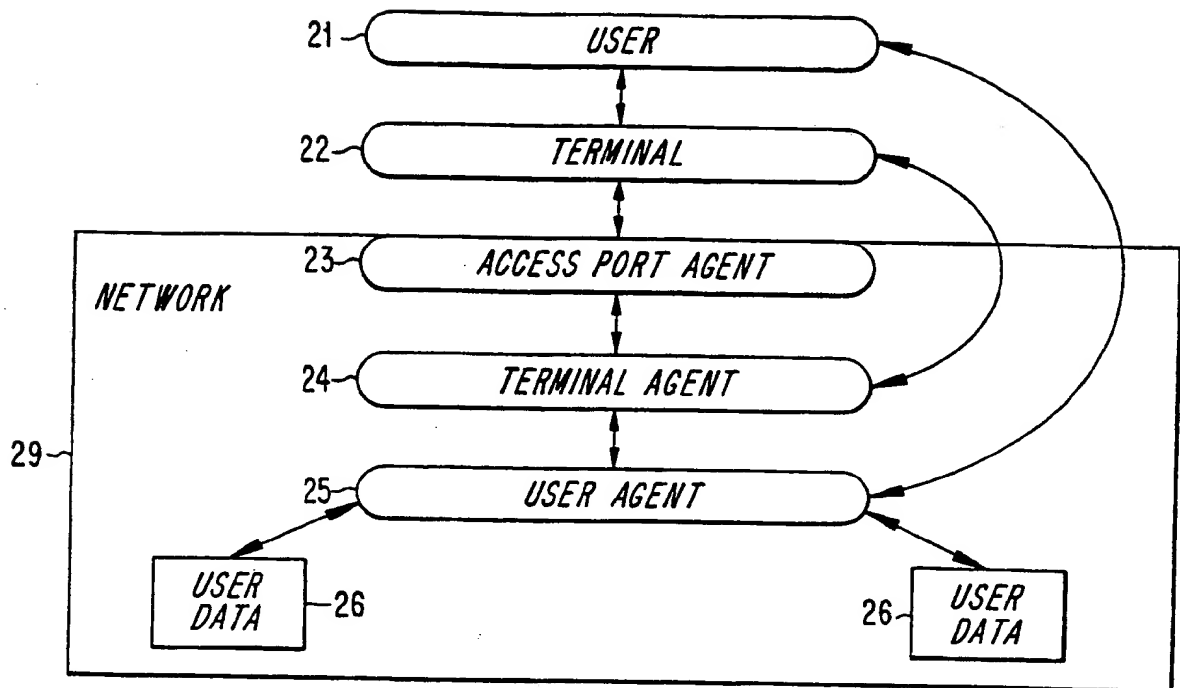 21
USER
22
TERMINAL
23
ACCESS PORT AGENT
NETWORK
24
TERMINAL AGENT
29
25
USER AGENT
USER
DATA
26
26
USER
DATA